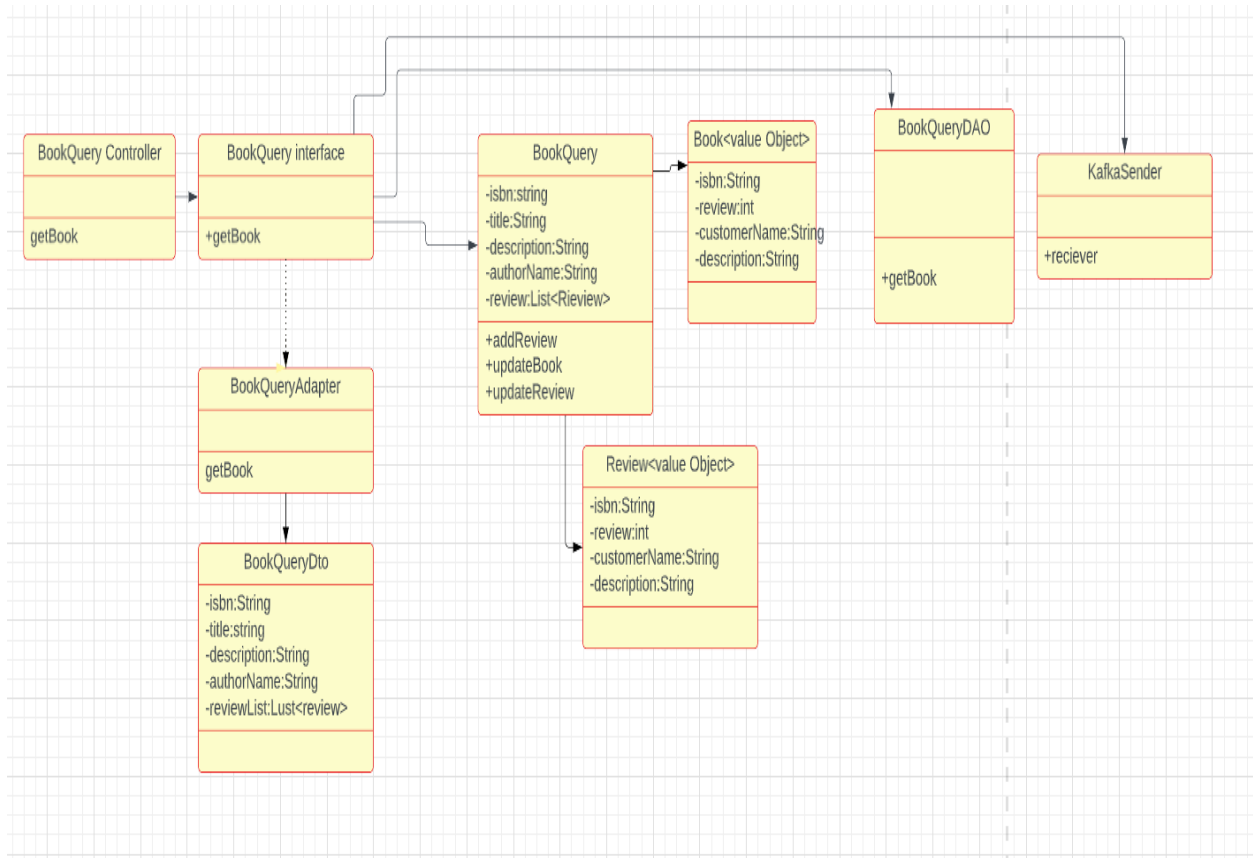 BookQuery Controller
getBook
BookQuery interface
+getBook
BookQuery
-isbn:string
-title:String
-description:String
-authorName:String
-review:List<Rieview>
+addReview
+updateBook
+updateReview
Book<value Object>
-isbn:String
-review:int
-customerName:String
-description:String
BookQueryDAO
+getBook
KafkaSender
+reciever
BookQueryAdapter
getBook
Review<value Object>
-isbn:String
-review:int
-customerName:String
-description:String
BookQueryDto
-isbn:String
-title:string
-description:String
-authorName:String
-reviewList:Lust<review>